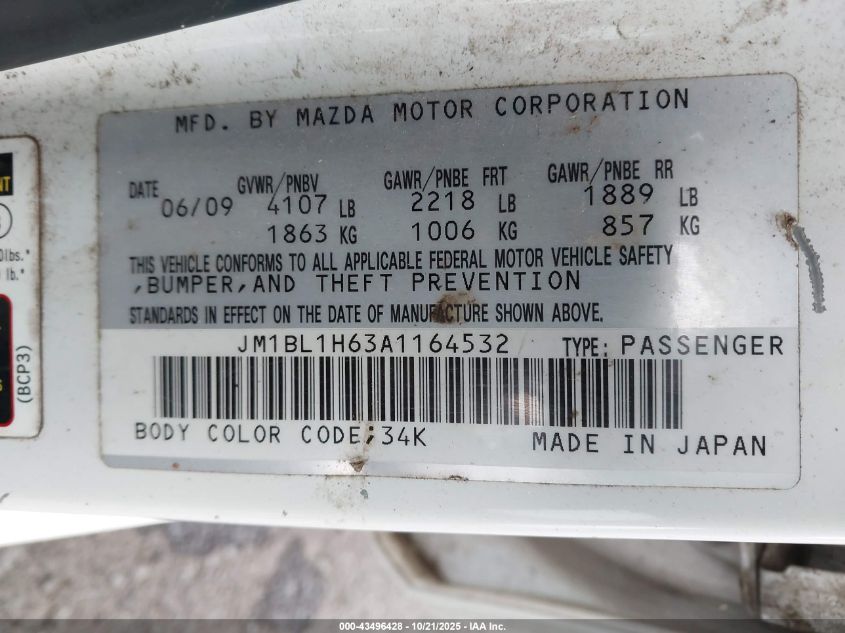 MFD. BY MAZDA MOTOR CORPORATION
DATE GVWR/PNBV GAWR/PNBE FRT GAWR/PNBE RR
06/09 4107 LB 2218 LB 1889 LB
1863 KG 1006 KG 857 KG
THIS VEHICLE CONFORMS TO ALL APPLICABLE FEDERAL MOTOR VEHICLE SAFETY
,BUMPER,AND THEFT PREVENTION
STANDARDS IN EFFECT ON THE DATE OF MANUFACTURE SHOWN ABOVE.
JM1BL1H63A1164532 TYPE: PASSENGER
BODY COLOR CODE;34K MADE IN JAPAN
(BCP3)
lbs.*
lb.*
000-43496428 - 10/21/2025 - IAA Inc.